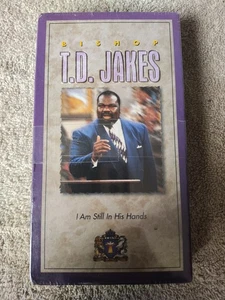 BISHOP
T.D. JAKES
I Am Still In His Hands